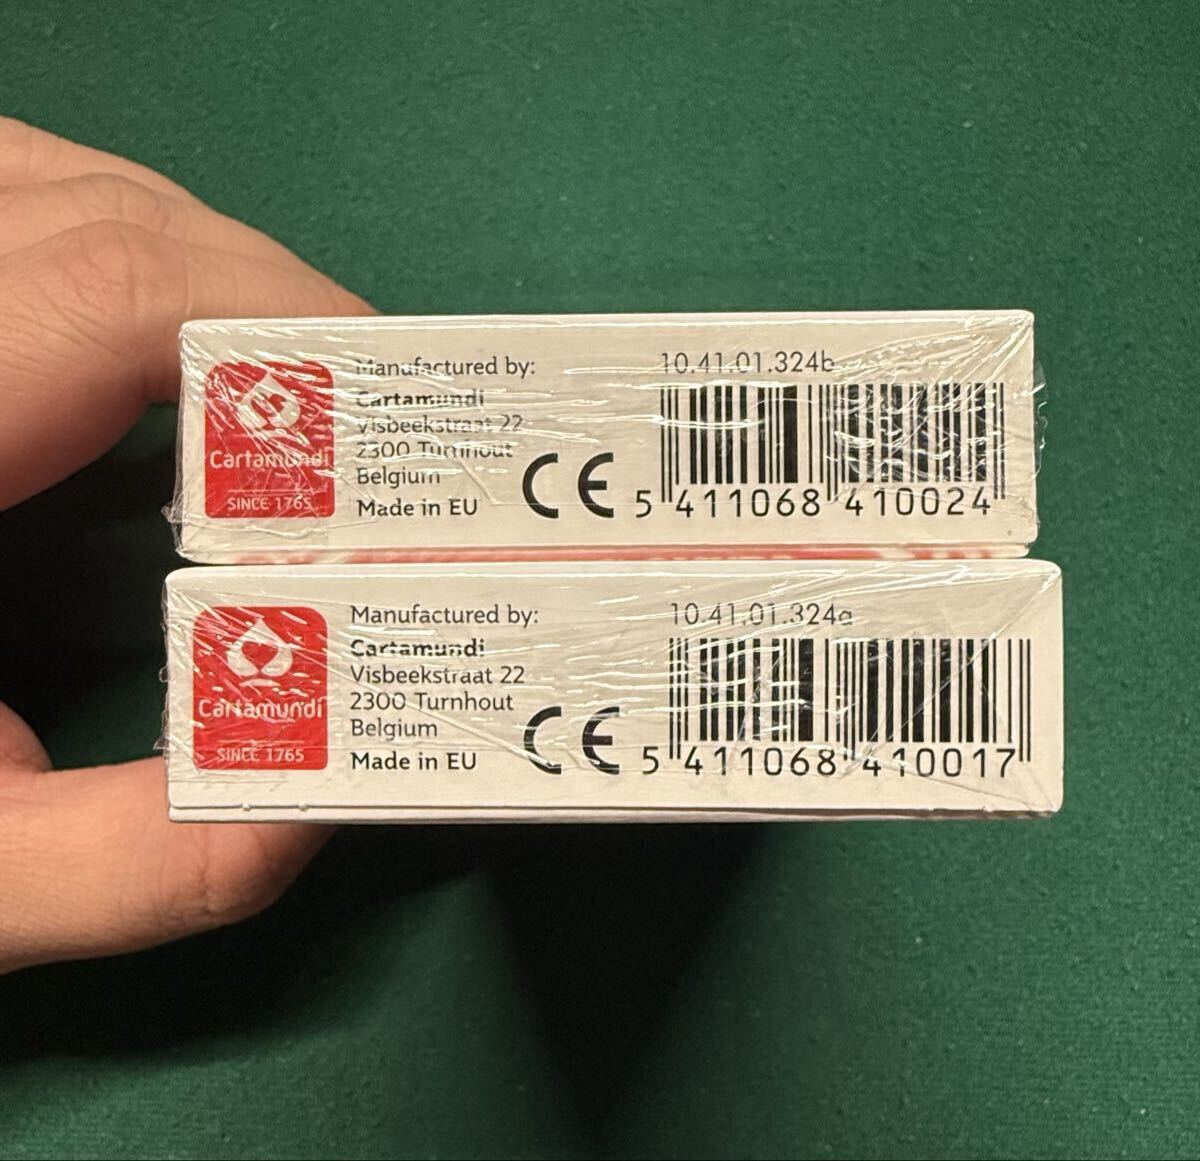 Cartamundi
SINCE 1765
Manufactured by:
Cartamundi
Visbeekstraat 22
2300 Turnhout
Belgium
Made in EU
CE
10.41.01.324b
5 411068 410024
Cartamundi
SINCE 1765
Manufactured by:
Cartamundi
Visbeekstraat 22
2300 Turnhout
Belgium
Made in EU
CE
10.41.01.324a
5 411068 410017